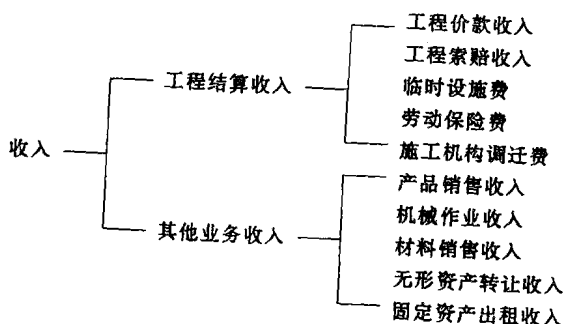 收入
工程结算收入
工程价款收入
工程索赔收入
临时设施费
劳动保险费
施工机构调迁费
其他业务收入
产品销售收入
机械作业收入
材料销售收入
无形资产转让收入
固定资产出租收入